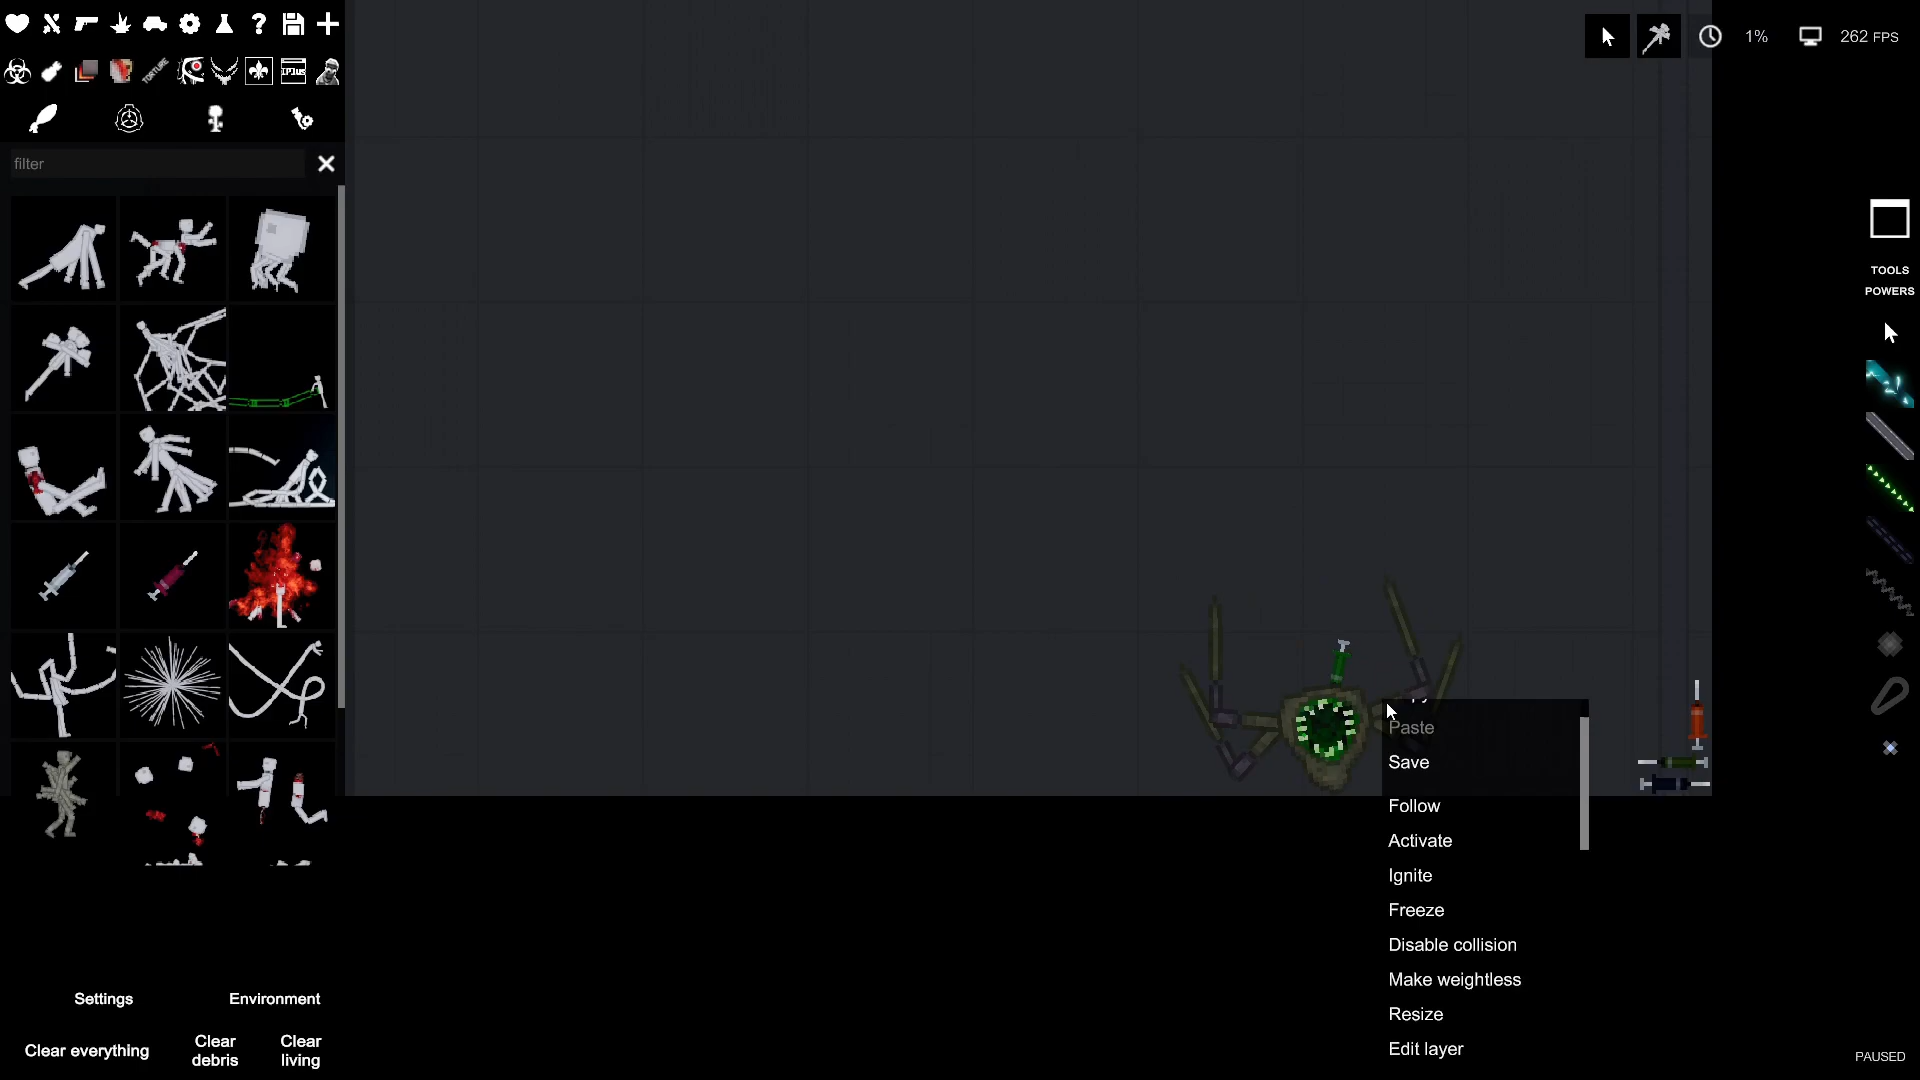 1%
262 FPS
TORTURE
filter
TOOLS
POWERS
Paste
Save
Follow
Activate
Ignite
Freeze
Disable collision
Make weightless
Resize
Edit layer
Settings
Environment
Clear everything
Clear
debris
Clear
living
PAUSED